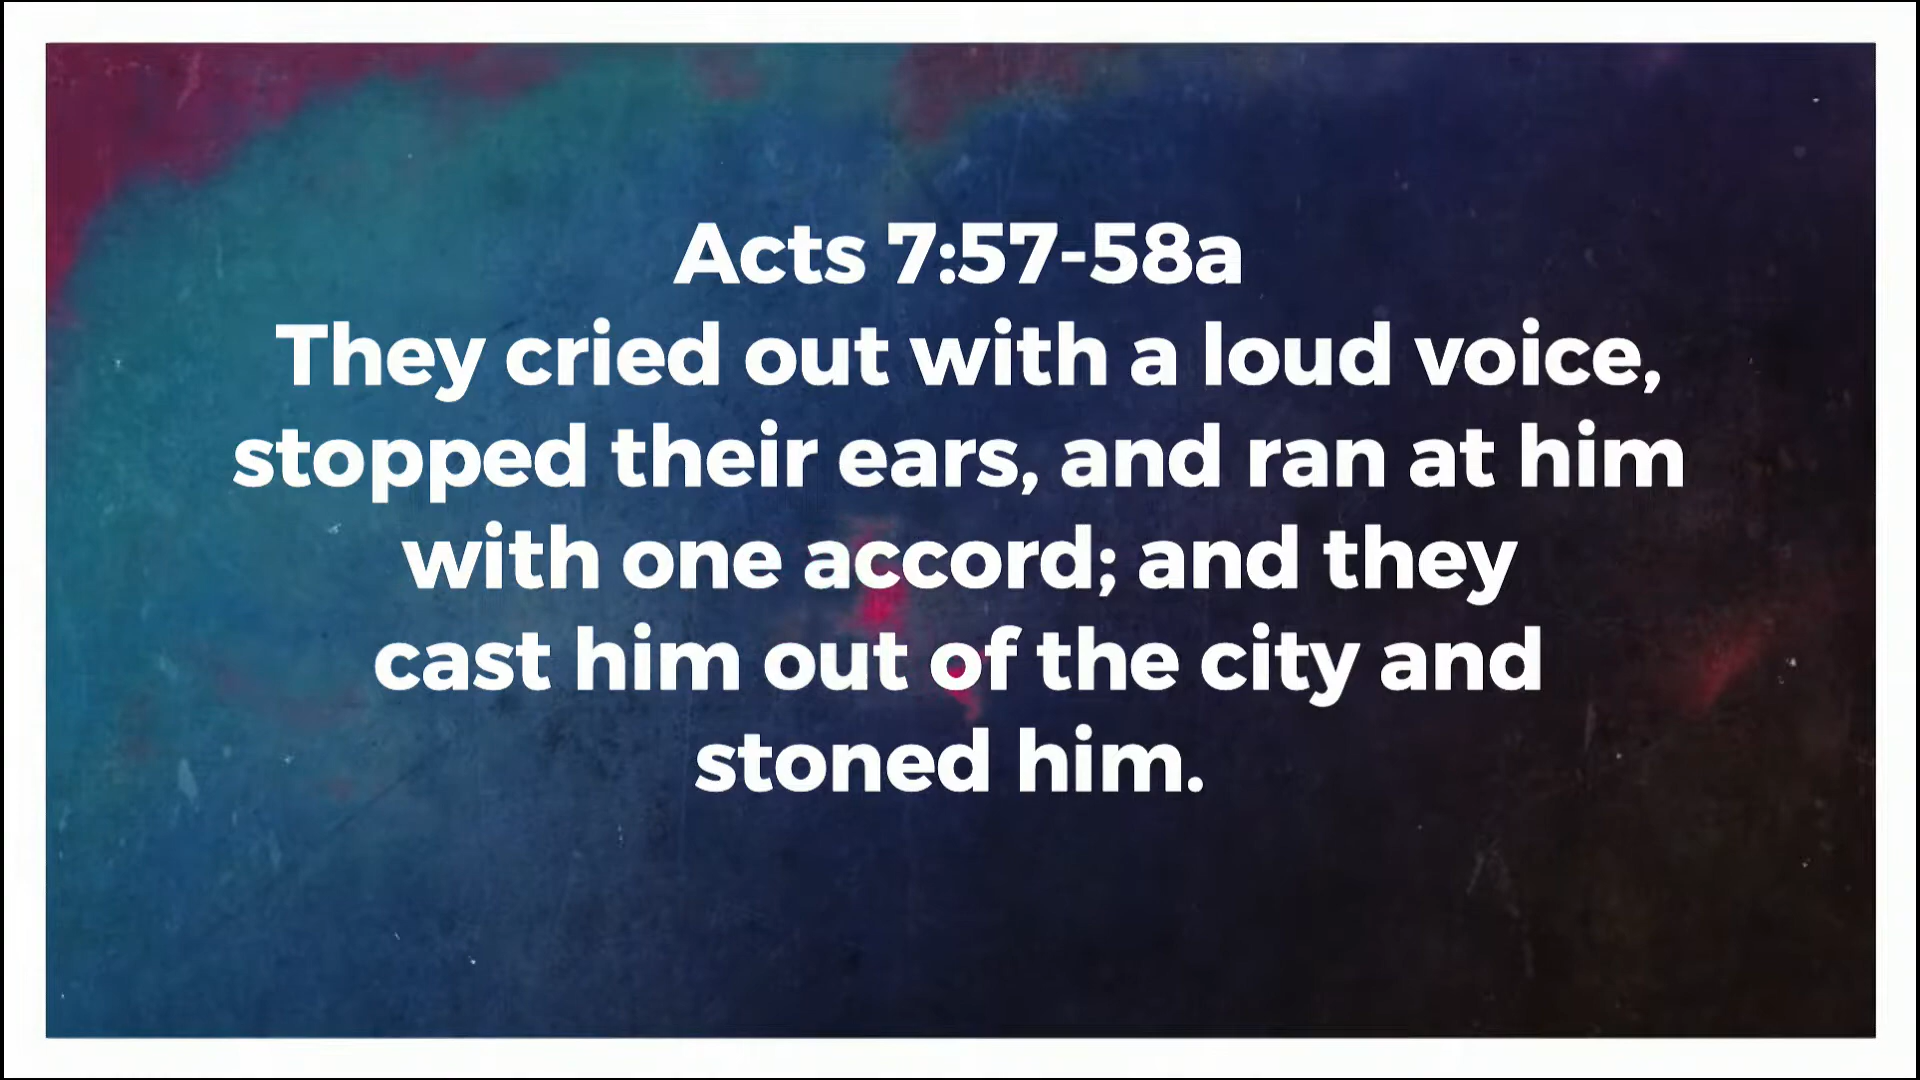 Acts 7:57-58a
They cried out with a loud voice,
stopped their ears, and ran at him
with one accord; and they
cast him out of the city and
stoned him.